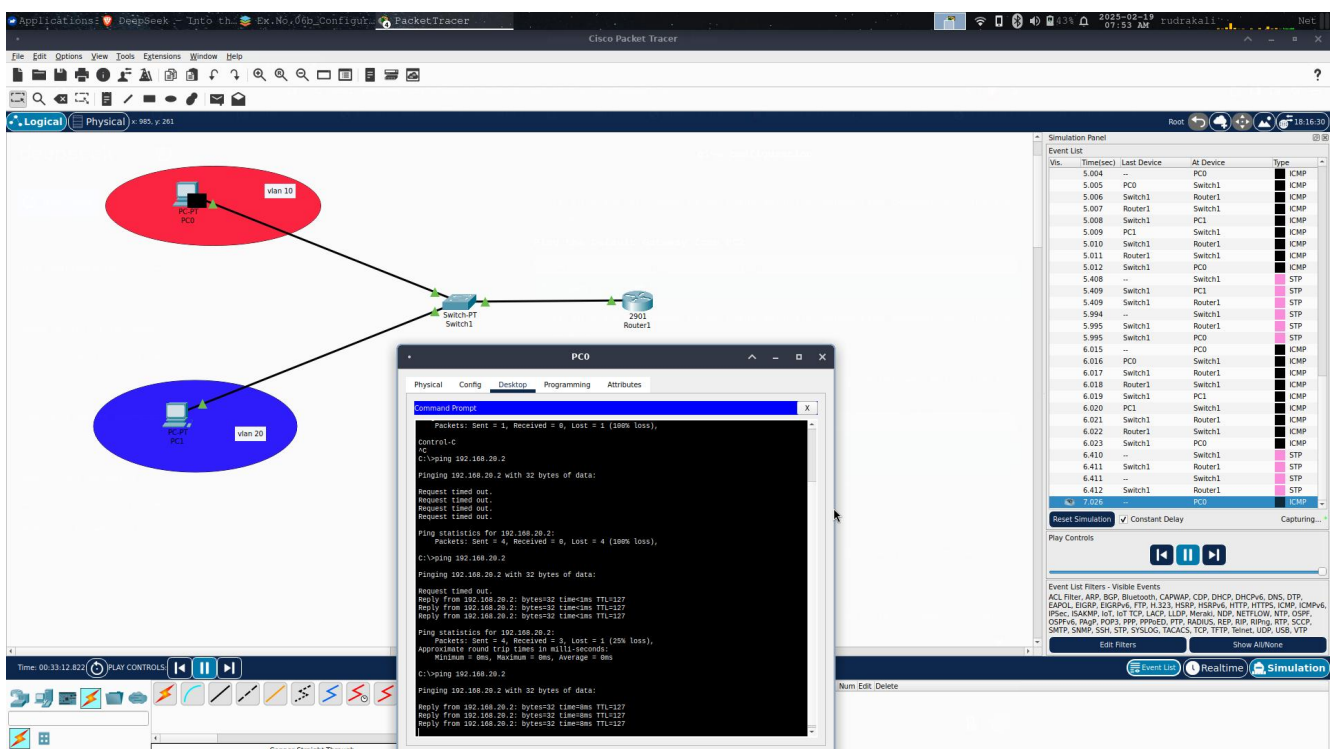 Applications DeepSeek - Into th… Ex.No.06b_Configur… PacketTracer 43% 2025-02-19 07:53 AM rudrakali Net
Cisco Packet Tracer
File Edit Options View Tools Extensions Window Help
?
Logical Physical x: 985, y: 261 Root 18:16:30
vlan 10
PC-PT
PC0
Switch-PT
Switch1
2901
Router1
PC-PT
PC1
vlan 20
Simulation Panel
Event List
Vis. Time(sec) Last Device At Device Type
5.004 -- PC0 ICMP
5.005 PC0 Switch1 ICMP
5.006 Switch1 Router1 ICMP
5.007 Router1 Switch1 ICMP
5.008 Switch1 PC1 ICMP
5.009 PC1 Switch1 ICMP
5.010 Switch1 Router1 ICMP
5.011 Router1 Switch1 ICMP
5.012 Switch1 PC0 ICMP
5.408 -- Switch1 STP
5.409 Switch1 PC1 STP
5.409 Switch1 Router1 STP
5.994 -- Switch1 STP
5.995 Switch1 Router1 STP
5.995 Switch1 PC0 STP
6.015 -- PC0 ICMP
6.016 PC0 Switch1 ICMP
6.017 Switch1 Router1 ICMP
6.018 Router1 Switch1 ICMP
6.019 Switch1 PC1 ICMP
6.020 PC1 Switch1 ICMP
6.021 Switch1 Router1 ICMP
6.022 Router1 Switch1 ICMP
6.023 Switch1 PC0 ICMP
6.410 -- Switch1 STP
6.411 Switch1 Router1 STP
6.411 -- Switch1 STP
6.412 Switch1 Router1 STP
7.026 -- PC0 ICMP
Reset Simulation Constant Delay Capturing...
Play Controls
Event List Filters - Visible Events
ACL Filter, ARP, BGP, Bluetooth, CAPWAP, CDP, DHCP, DHCPv6, DNS, DTP,
EAPOL, EIGRP, EIGRPv6, FTP, H.323, HSRP, HSRPv6, HTTP, HTTPS, ICMP, ICMPv6,
IPSec, ISAKMP, IoT, IoT TCP, LACP, LLDP, Meraki, NDP, NETFLOW, NTP, OSPF,
OSPFv6, PAgP, POP3, PPP, PPPoED, PTP, RADIUS, REP, RIP, RIPng, RTP, SCCP,
SMTP, SNMP, SSH, STP, SYSLOG, TACACS, TCP, TFTP, Telnet, UDP, USB, VTP
Edit Filters Show All/None
PC0
Physical Config Desktop Programming Attributes
Command Prompt X
Packets: Sent = 1, Received = 0, Lost = 1 (100% loss),
Control-C
^C
C:\>ping 192.168.20.2
Pinging 192.168.20.2 with 32 bytes of data:
Request timed out.
Request timed out.
Request timed out.
Request timed out.
Ping statistics for 192.168.20.2:
Packets: Sent = 4, Received = 0, Lost = 4 (100% loss),
C:\>ping 192.168.20.2
Pinging 192.168.20.2 with 32 bytes of data:
Request timed out.
Reply from 192.168.20.2: bytes=32 time<1ms TTL=127
Reply from 192.168.20.2: bytes=32 time<1ms TTL=127
Reply from 192.168.20.2: bytes=32 time<1ms TTL=127
Ping statistics for 192.168.20.2:
Packets: Sent = 4, Received = 3, Lost = 1 (25% loss),
Approximate round trip times in milli-seconds:
Minimum = 0ms, Maximum = 0ms, Average = 0ms
C:\>ping 192.168.20.2
Pinging 192.168.20.2 with 32 bytes of data:
Reply from 192.168.20.2: bytes=32 time=8ms TTL=127
Reply from 192.168.20.2: bytes=32 time=8ms TTL=127
Reply from 192.168.20.2: bytes=32 time=8ms TTL=127
Time: 00:33:12.822 PLAY CONTROLS: Event List Realtime Simulation
Num Edit Delete